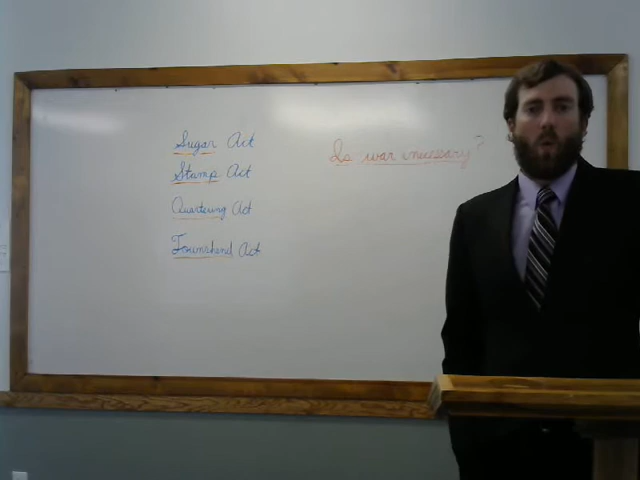 Sugar Act
Stamp Act
Quartering Act
Townshend Act
Is war necessary?